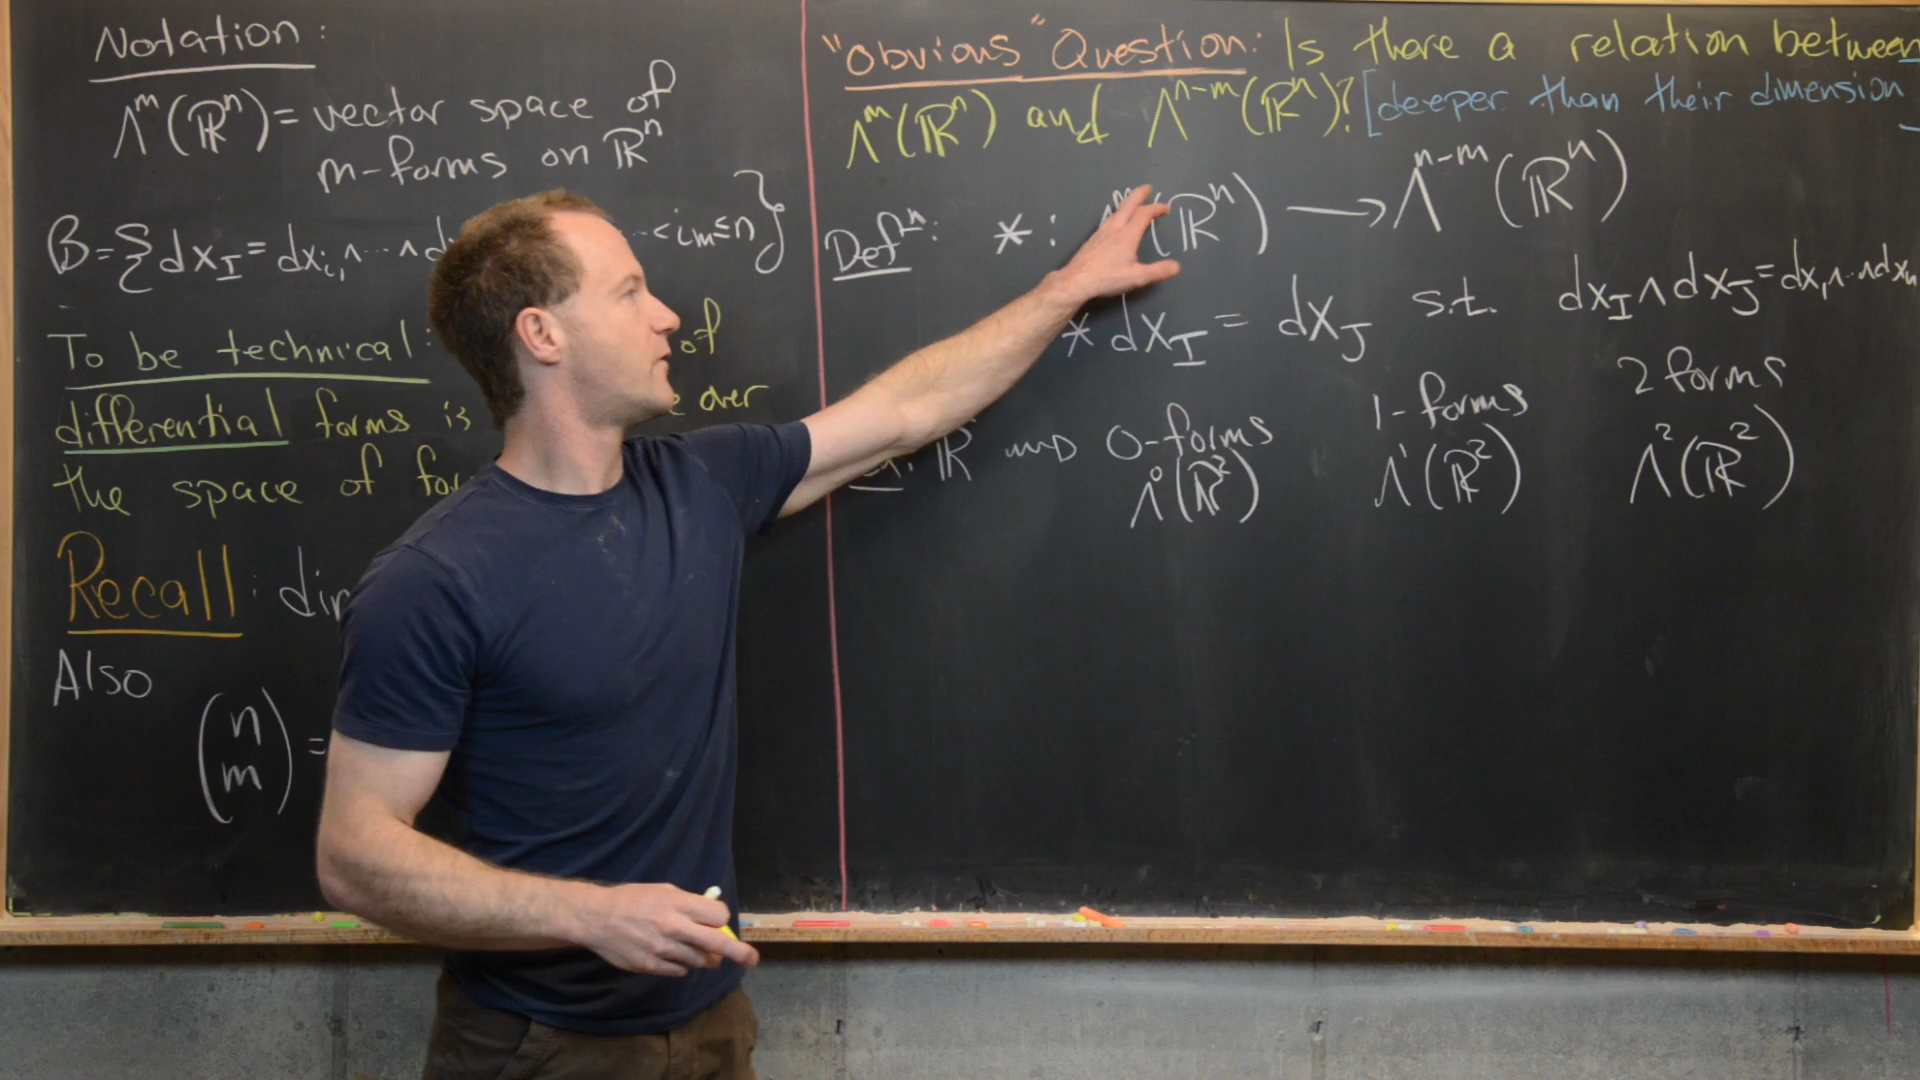 Notation:
Λ^m(ℝ^n) = vector space of
m-forms on ℝ^n
B = {dx_I = dx_{i_1} ∧ ⋯ ∧ d ⋯ < i_m ≤ n}
To be technical: of
differential forms is over
the space of
Recall:
Also
(n m) =
"Obvious" Question: Is there a relation between
Λ^m(ℝ^n) and Λ^{n-m}(ℝ^n)? [deeper than their dimension]
Def^n: *: Λ^m(ℝ^n) → Λ^{n-m}(ℝ^n)
* dx_I = dx_J s.t. dx_I ∧ dx_J = dx_1 ∧ ⋯ ∧ dx_n
ℝ 0-forms 1-forms 2 forms
Λ^0(ℝ^2) Λ^1(ℝ^2) Λ^2(ℝ^2)